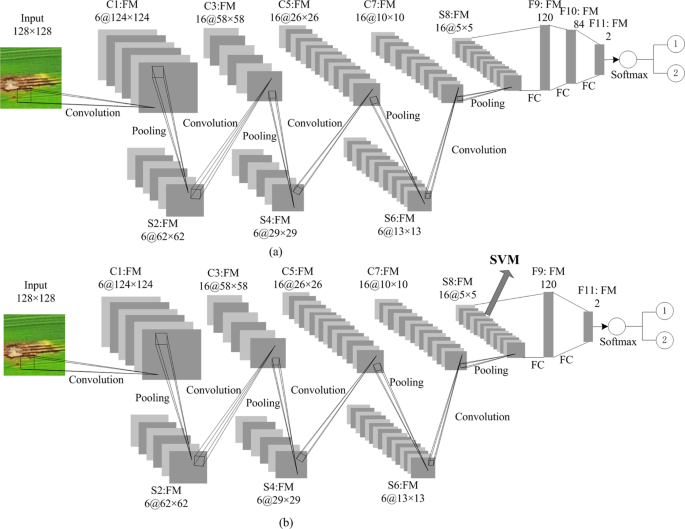 Input
128×128
C1:FM
6@124×124
C3:FM
16@58×58
C5:FM
16@26×26
C7:FM
16@10×10
S8:FM
16@5×5
F9: FM
120
F10: FM
84
F11: FM
2
1
2
Softmax
FC
FC
FC
Convolution
Pooling
Convolution
Pooling
Convolution
Pooling
Convolution
Pooling
S2:FM
6@62×62
S4:FM
6@29×29
S6:FM
6@13×13
(a)
SVM
Input
128×128
C1:FM
6@124×124
C3:FM
16@58×58
C5:FM
16@26×26
C7:FM
16@10×10
S8:FM
16@5×5
F9: FM
120
F11: FM
2
1
2
Softmax
FC
FC
Convolution
Pooling
Convolution
Pooling
Convolution
Pooling
Convolution
Pooling
S2:FM
6@62×62
S4:FM
6@29×29
S6:FM
6@13×13
(b)